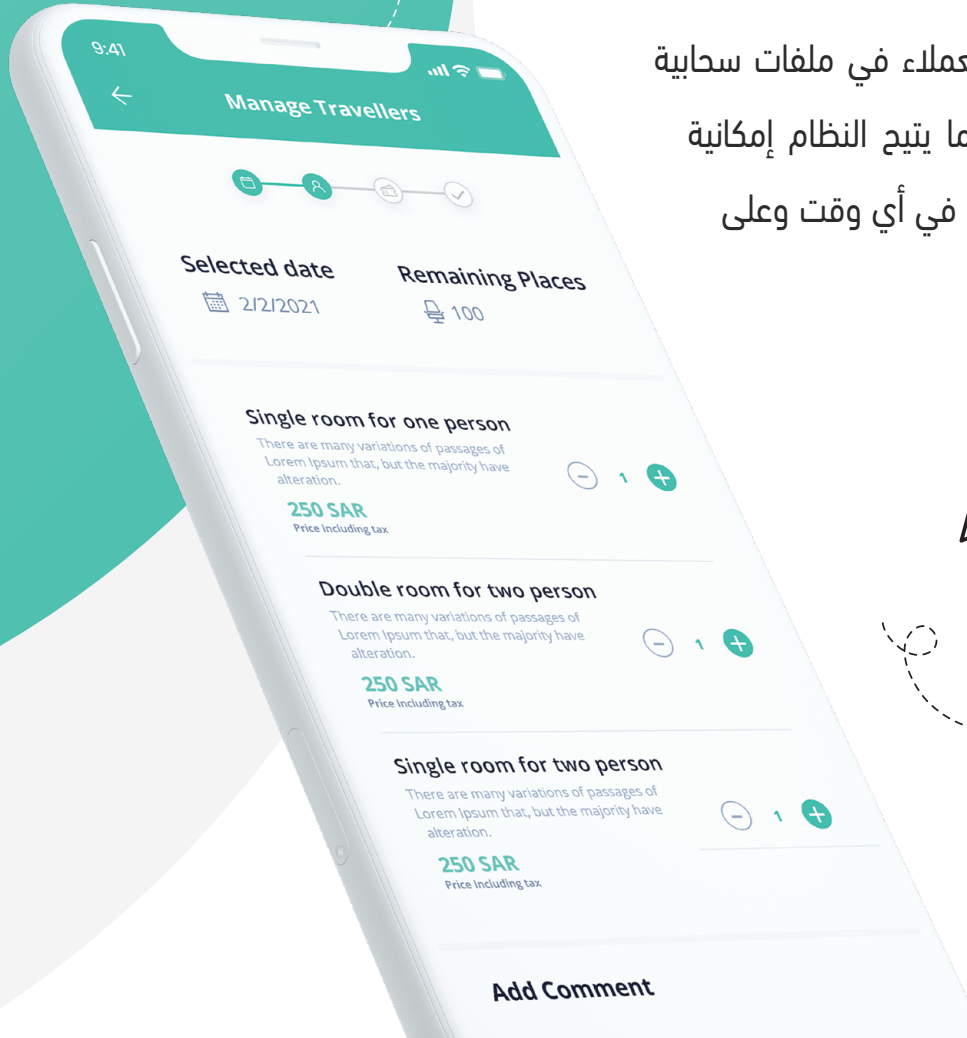 9:41
Manage Travellers
Selected date
2/2/2021
Remaining Places
100
Single room for one person
There are many variations of passages of
Lorem Ipsum that, but the majority have
alteration.
250 SAR
Price Including tax
1
Double room for two person
There are many variations of passages of
Lorem Ipsum that, but the majority have
alteration.
250 SAR
Price Including tax
1
Single room for two person
There are many variations of passages of
Lorem Ipsum that, but the majority have
alteration.
250 SAR
Price Including tax
1
Add Comment
في ملفات سحابية
يتيح النظام إمكانية
في أي وقت وعلى